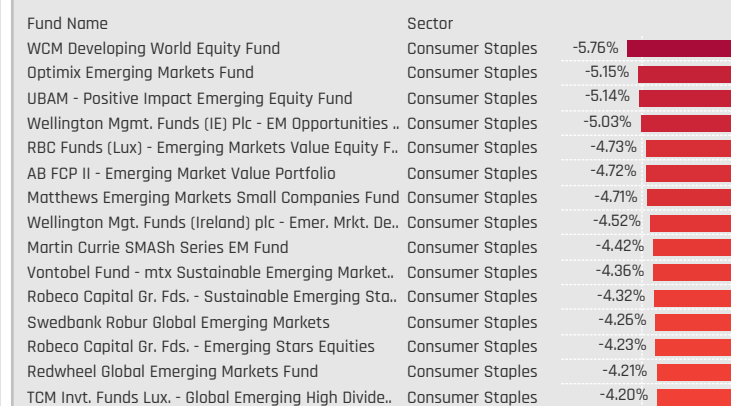 Fund Name Sector
WCM Developing World Equity Fund Consumer Staples -5.76%
Optimix Emerging Markets Fund Consumer Staples -5.15%
UBAM - Positive Impact Emerging Equity Fund Consumer Staples -5.14%
Wellington Mgmt. Funds (IE) Plc - EM Opportunities .. Consumer Staples -5.03%
RBC Funds (Lux) - Emerging Markets Value Equity F.. Consumer Staples -4.73%
AB FCP II - Emerging Market Value Portfolio Consumer Staples -4.72%
Matthews Emerging Markets Small Companies Fund Consumer Staples -4.71%
Wellington Mgt. Funds (Ireland) plc - Emer. Mrkt. De.. Consumer Staples -4.52%
Martin Currie SMASh Series EM Fund Consumer Staples -4.42%
Vontobel Fund - mtx Sustainable Emerging Market.. Consumer Staples -4.36%
Robeco Capital Gr. Fds. - Sustainable Emerging Sta.. Consumer Staples -4.32%
Swedbank Robur Global Emerging Markets Consumer Staples -4.26%
Robeco Capital Gr. Fds. - Emerging Stars Equities Consumer Staples -4.23%
Redwheel Global Emerging Markets Fund Consumer Staples -4.21%
TCM Invt. Funds Lux. - Global Emerging High Divide.. Consumer Staples -4.20%